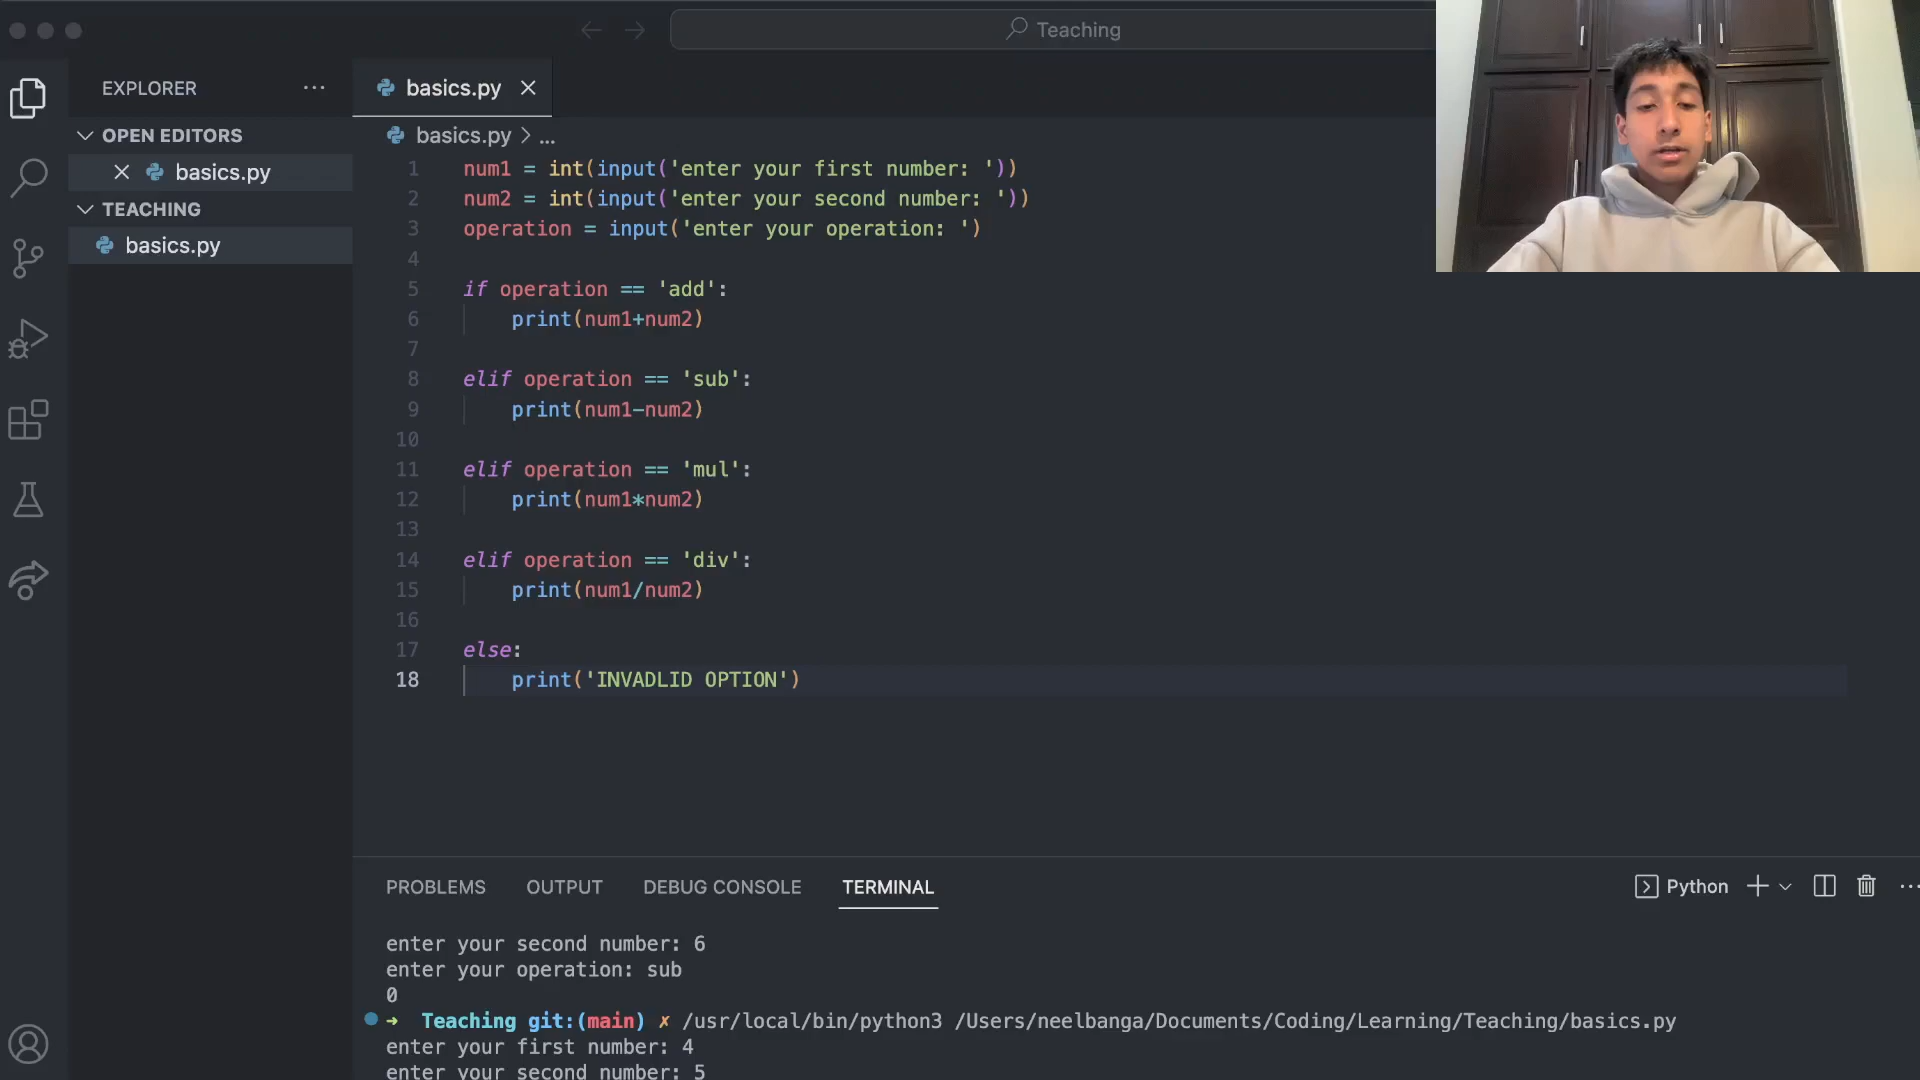 Teaching
EXPLORER
OPEN EDITORS
basics.py
TEACHING
basics.py
basics.py
basics.py > ...
1 num1 = int(input('enter your first number: '))
2 num2 = int(input('enter your second number: '))
3 operation = input('enter your operation: ')
4
5 if operation == 'add':
6 print(num1+num2)
7
8 elif operation == 'sub':
9 print(num1-num2)
10
11 elif operation == 'mul':
12 print(num1*num2)
13
14 elif operation == 'div':
15 print(num1/num2)
16
17 else:
18 print('INVADLID OPTION')
PROBLEMS OUTPUT DEBUG CONSOLE TERMINAL
Python
enter your second number: 6
enter your operation: sub
0
➜ Teaching git:(main) ✗ /usr/local/bin/python3 /Users/neelbanga/Documents/Coding/Learning/Teaching/basics.py
enter your first number: 4
enter your second number: 5